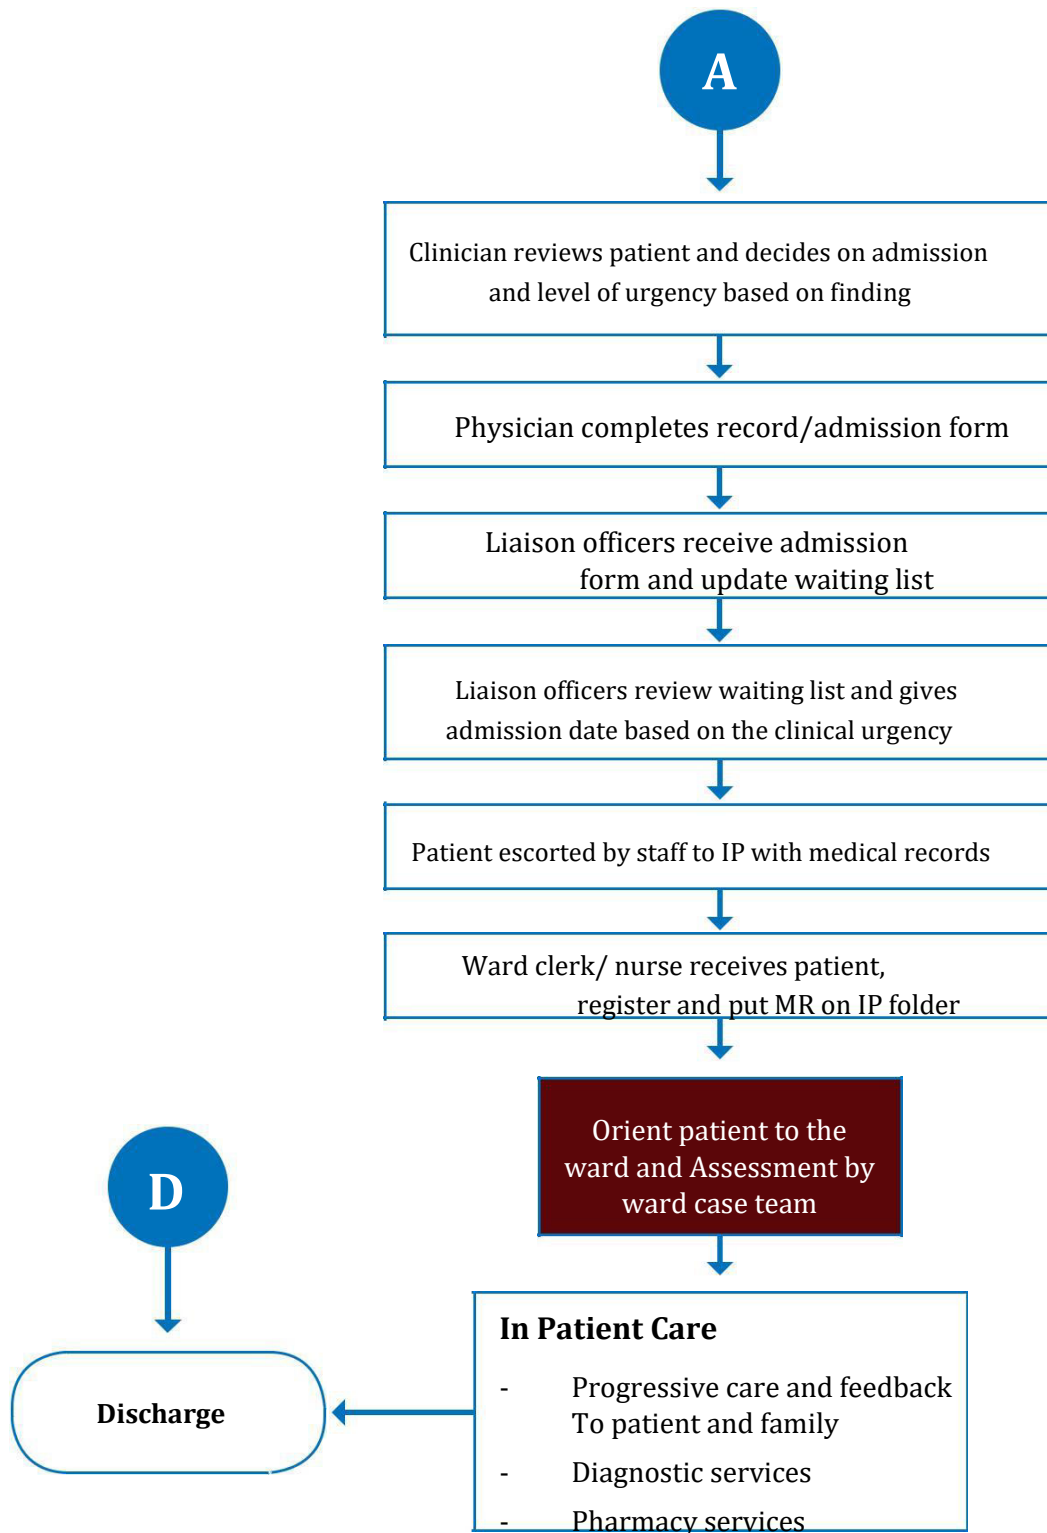 A
Clinician reviews patient and decides on admission
and level of urgency based on finding
Physician completes record/admission form
Liaison officers receive admission
form and update waiting list
Liaison officers review waiting list and gives
admission date based on the clinical urgency
Patient escorted by staff to IP with medical records
Ward clerk/ nurse receives patient,
register and put MR on IP folder
Orient patient to the
ward and Assessment by
ward case team
D
Discharge
In Patient Care
- Progressive care and feedback
To patient and family
- Diagnostic services
- Pharmacy services